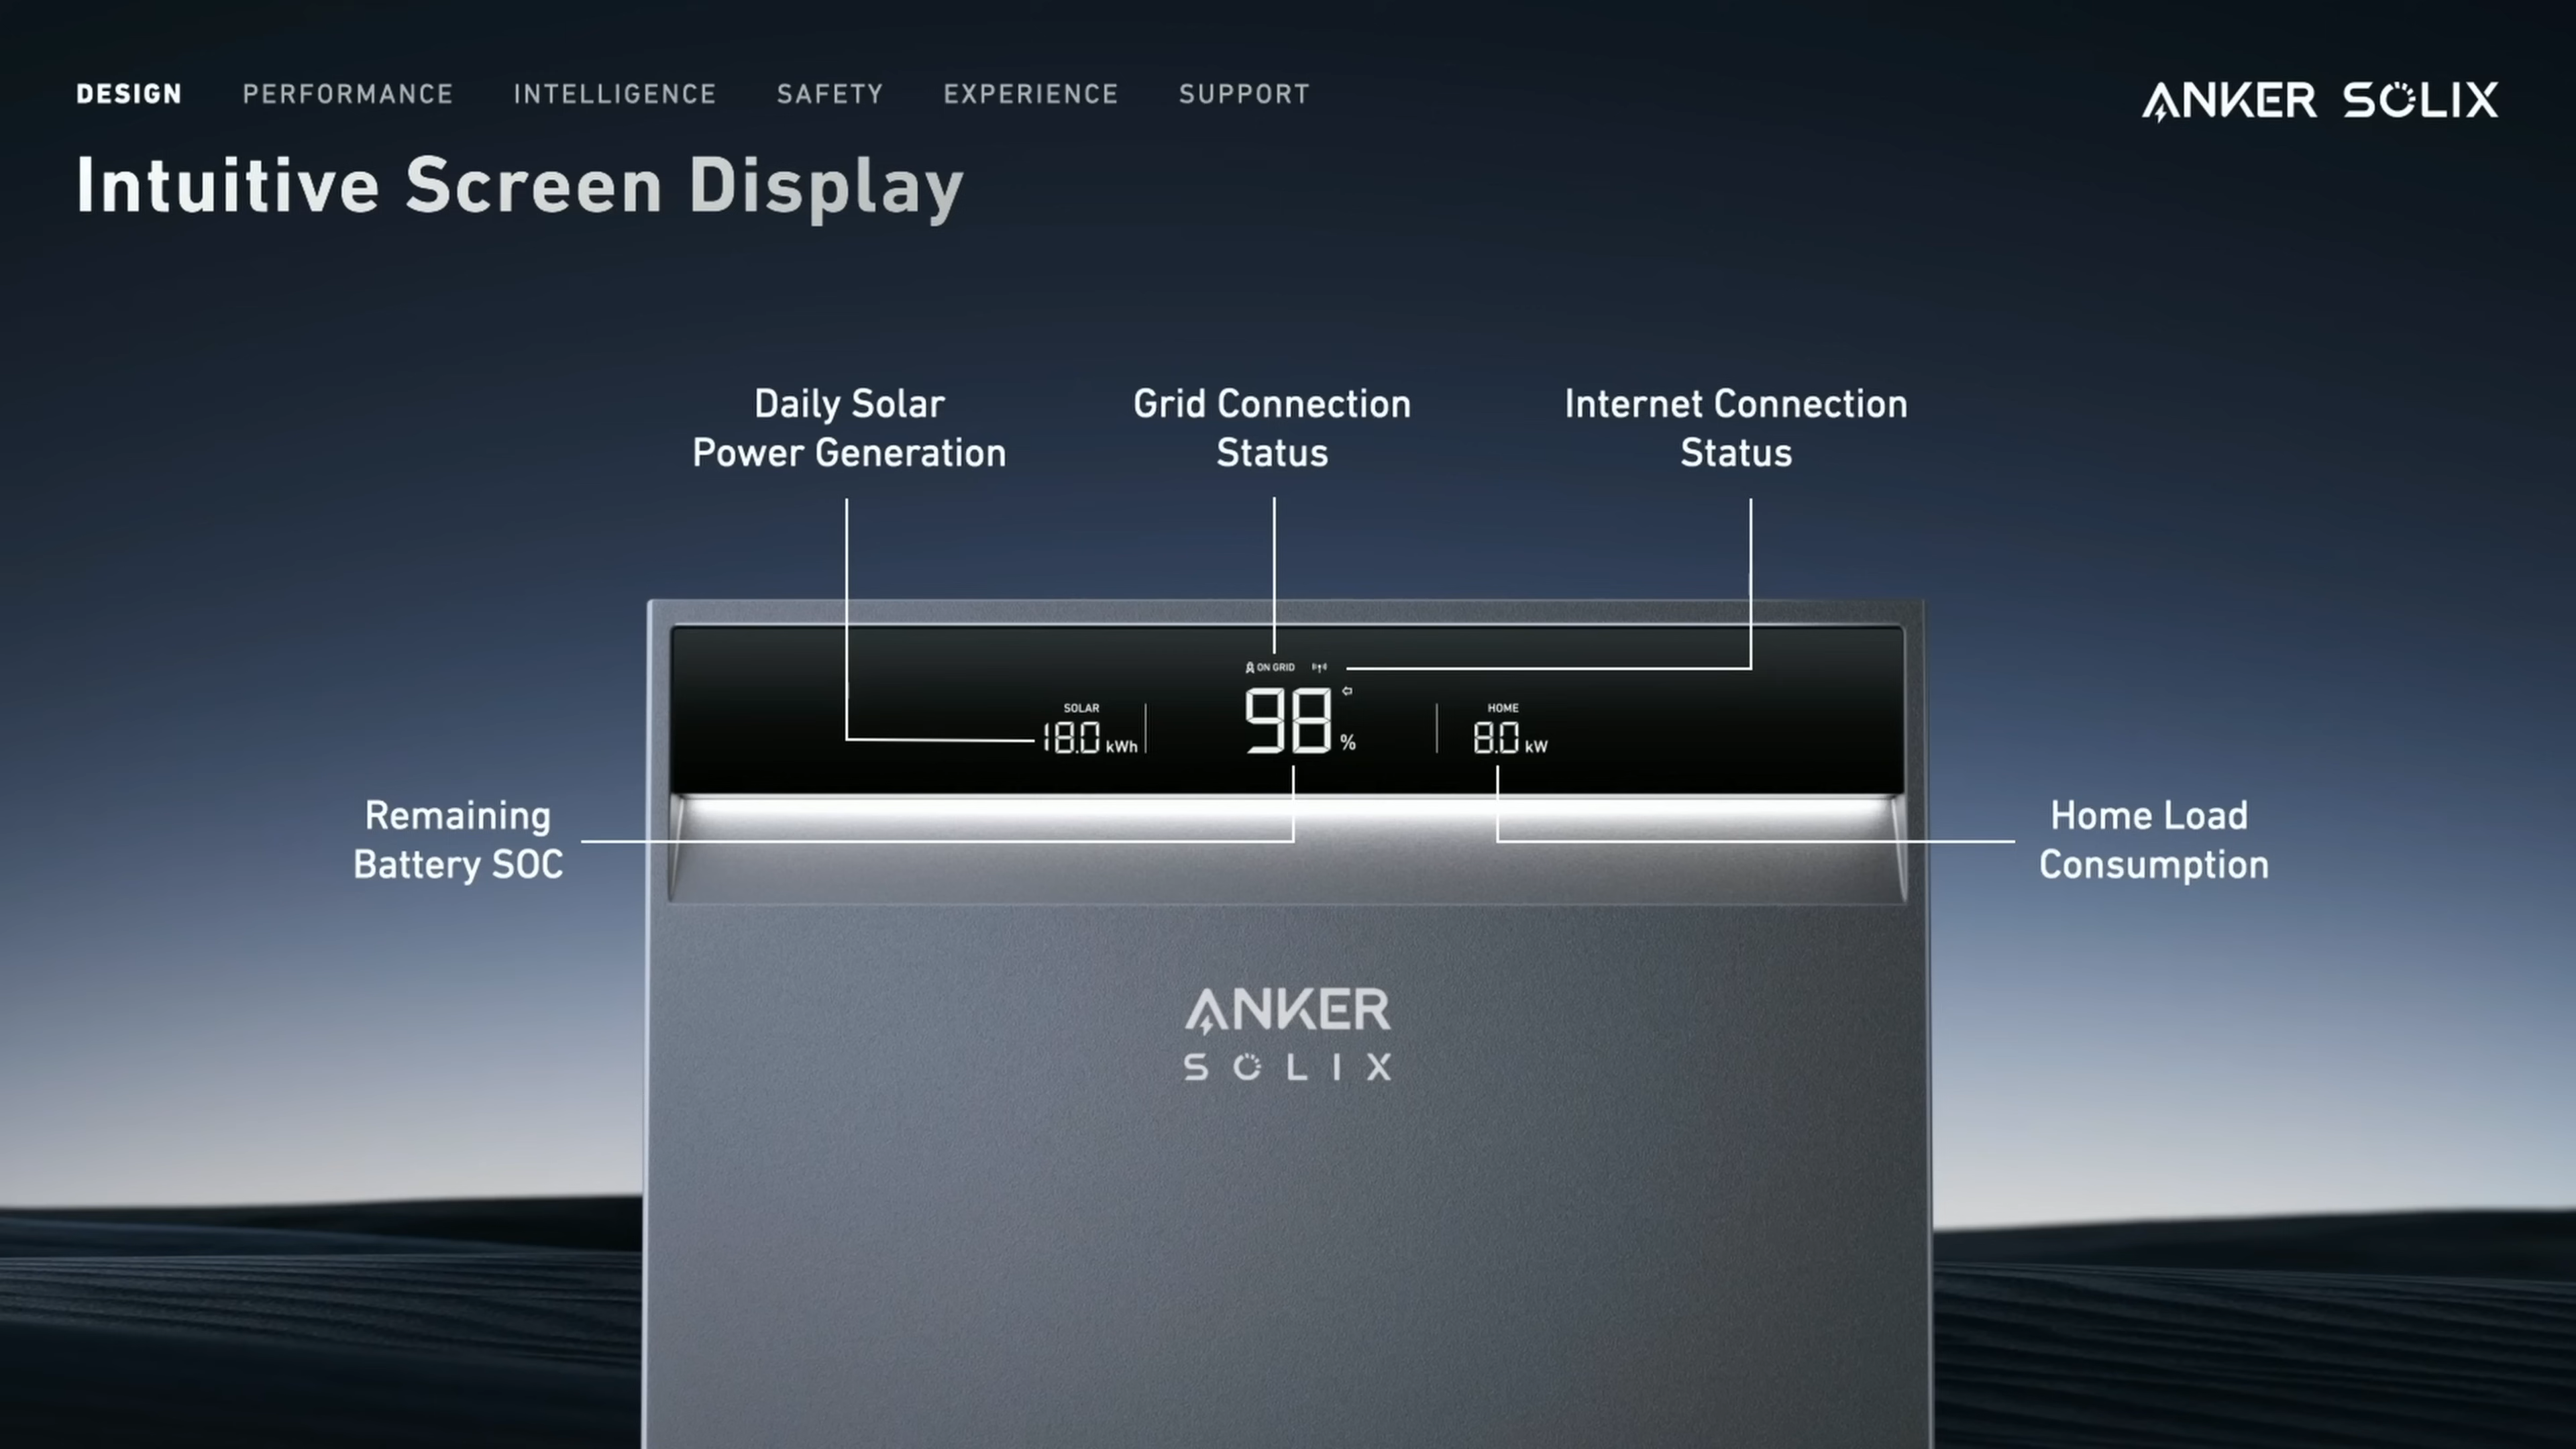 DESIGN PERFORMANCE INTELLIGENCE SAFETY EXPERIENCE SUPPORT
ANKER SOLIX
Intuitive Screen Display
Daily Solar
Power Generation
Grid Connection
Status
Internet Connection
Status
ON GRID
SOLAR
18.0 kWh
98 %
HOME
8.0 kW
Remaining
Battery SOC
Home Load
Consumption
ANKER
SOLIX